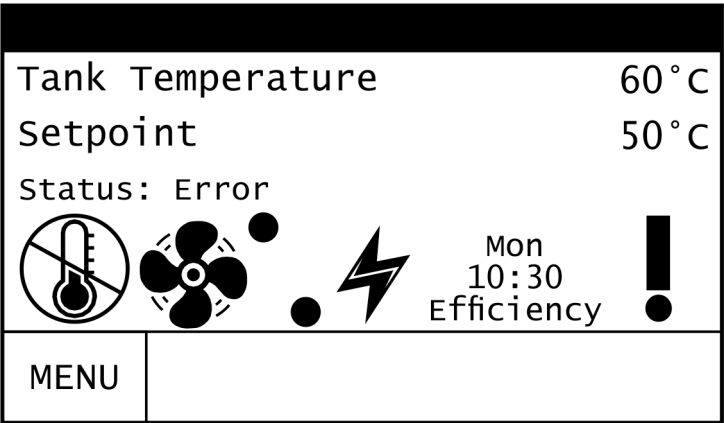 Tank Temperature 60°C
Setpoint 50°C
Status: Error
Mon
10:30
Efficiency
MENU